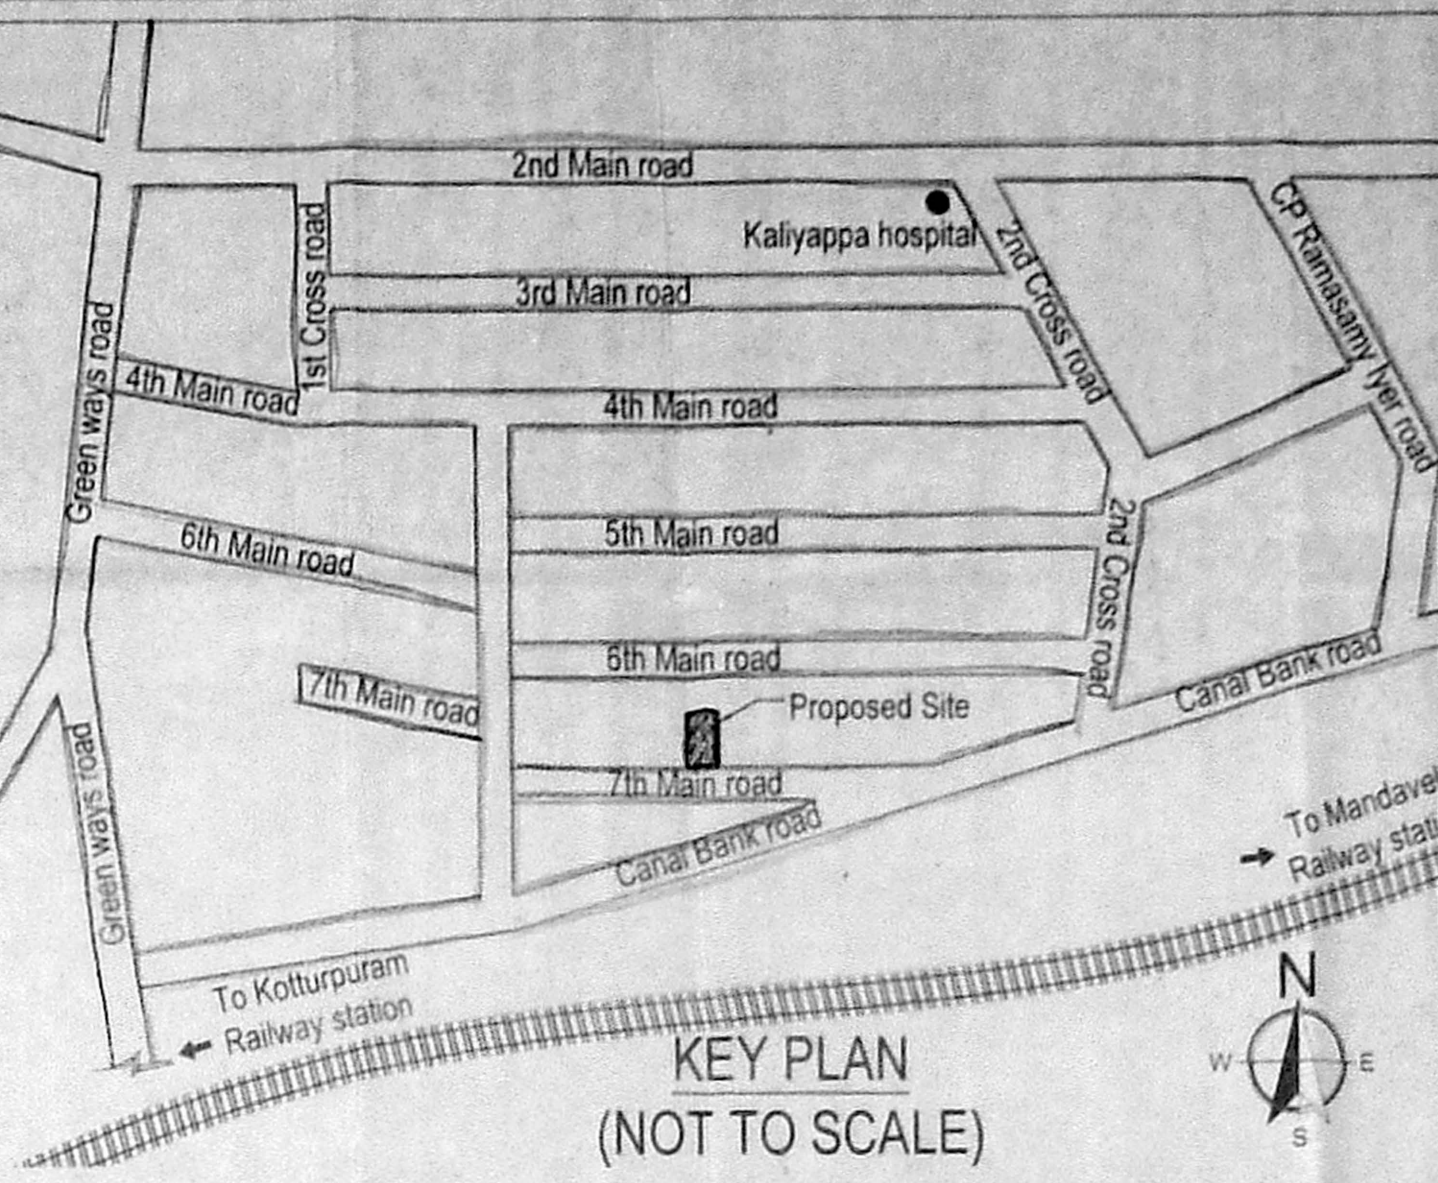 2nd Main road
Kaliyappa hospital
1st Cross road
2nd Cross road
CP Ramasamy Iyer road
3rd Main road
Green ways road
4th Main road
4th Main road
5th Main road
6th Main road
2nd Cross road
6th Main road
7th Main road
Canal Bank road
Proposed Site
Green ways road
7th Main road
Canal Bank road
To
Railway
To Kotturpuram
Railway station
N
W
E
S
KEY PLAN
(NOT TO SCALE)